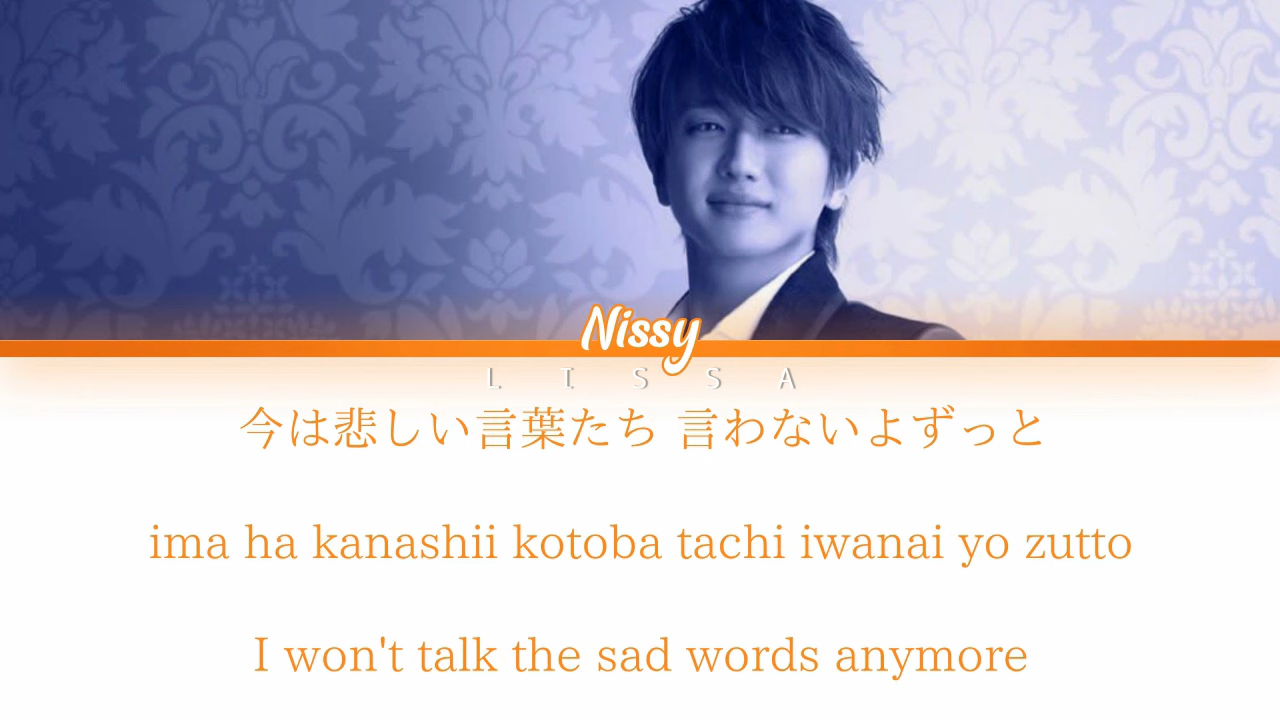 Nissy
LISSA
今は悲しい言葉たち 言わないよずっと
ima ha kanashii kotoba tachi iwanai yo zutto
I won't talk the sad words anymore